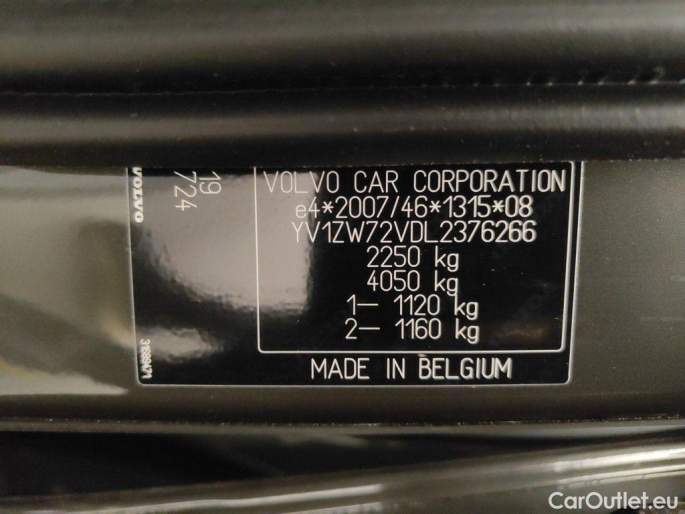 VOLVO
19
724
VOLVO CAR CORPORATION
e4*2007/46*1315*08
YV1ZW72VDL2376266
2250 kg
4050 kg
1– 1120 kg
2– 1160 kg
MADE IN BELGIUM
CarOutlet.eu